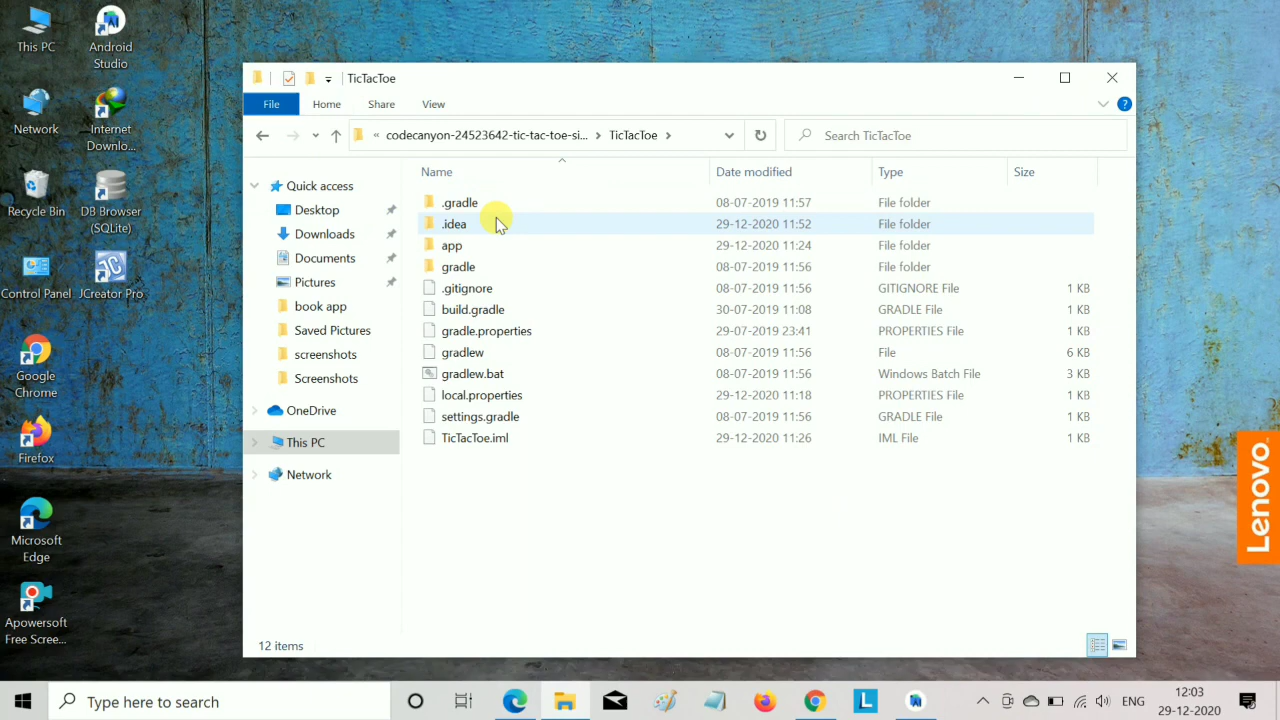 This PC
Android
Studio
Network
Internet
Downlo...
Recycle Bin
DB Browser
(SQLite)
Control Panel
JCreator Pro
Google
Chrome
Firefox
Microsoft
Edge
Apowersoft
Free Scree...
TicTacToe
File
Home
Share
View
« codecanyon-24523642-tic-tac-toe-si... > TicTacToe >
Search TicTacToe
Quick access
Desktop
Downloads
Documents
Pictures
book app
Saved Pictures
screenshots
Screenshots
OneDrive
This PC
Network
Name Date modified Type Size
.gradle 08-07-2019 11:57 File folder
.idea 29-12-2020 11:52 File folder
app 29-12-2020 11:24 File folder
gradle 08-07-2019 11:56 File folder
.gitignore 08-07-2019 11:56 GITIGNORE File 1 KB
build.gradle 30-07-2019 11:08 GRADLE File 1 KB
gradle.properties 29-07-2019 23:41 PROPERTIES File 1 KB
gradlew 08-07-2019 11:56 File 6 KB
gradlew.bat 08-07-2019 11:56 Windows Batch File 3 KB
local.properties 29-12-2020 11:18 PROPERTIES File 1 KB
settings.gradle 08-07-2019 11:56 GRADLE File 1 KB
TicTacToe.iml 29-12-2020 11:26 IML File 1 KB
12 items
Lenovo
Type here to search
L
ENG
12:03
29-12-2020